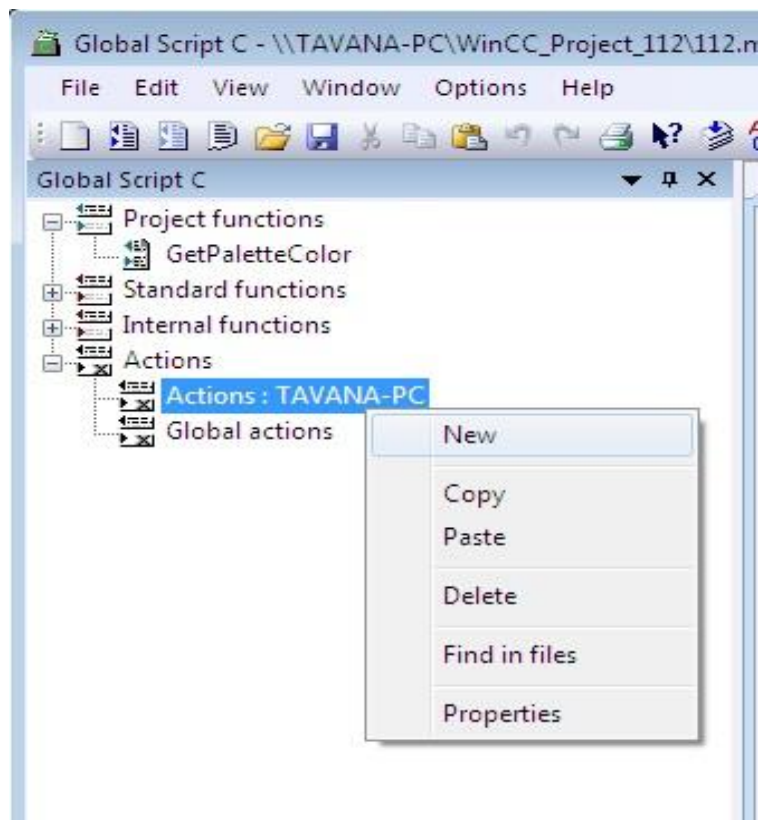 Global Script C - \\TAVANA-PC\WinCC_Project_112\112.m
File Edit View Window Options Help
Global Script C
Project functions
GetPaletteColor
Standard functions
Internal functions
Actions
Actions : TAVANA-PC
Global actions
New
Copy
Paste
Delete
Find in files
Properties